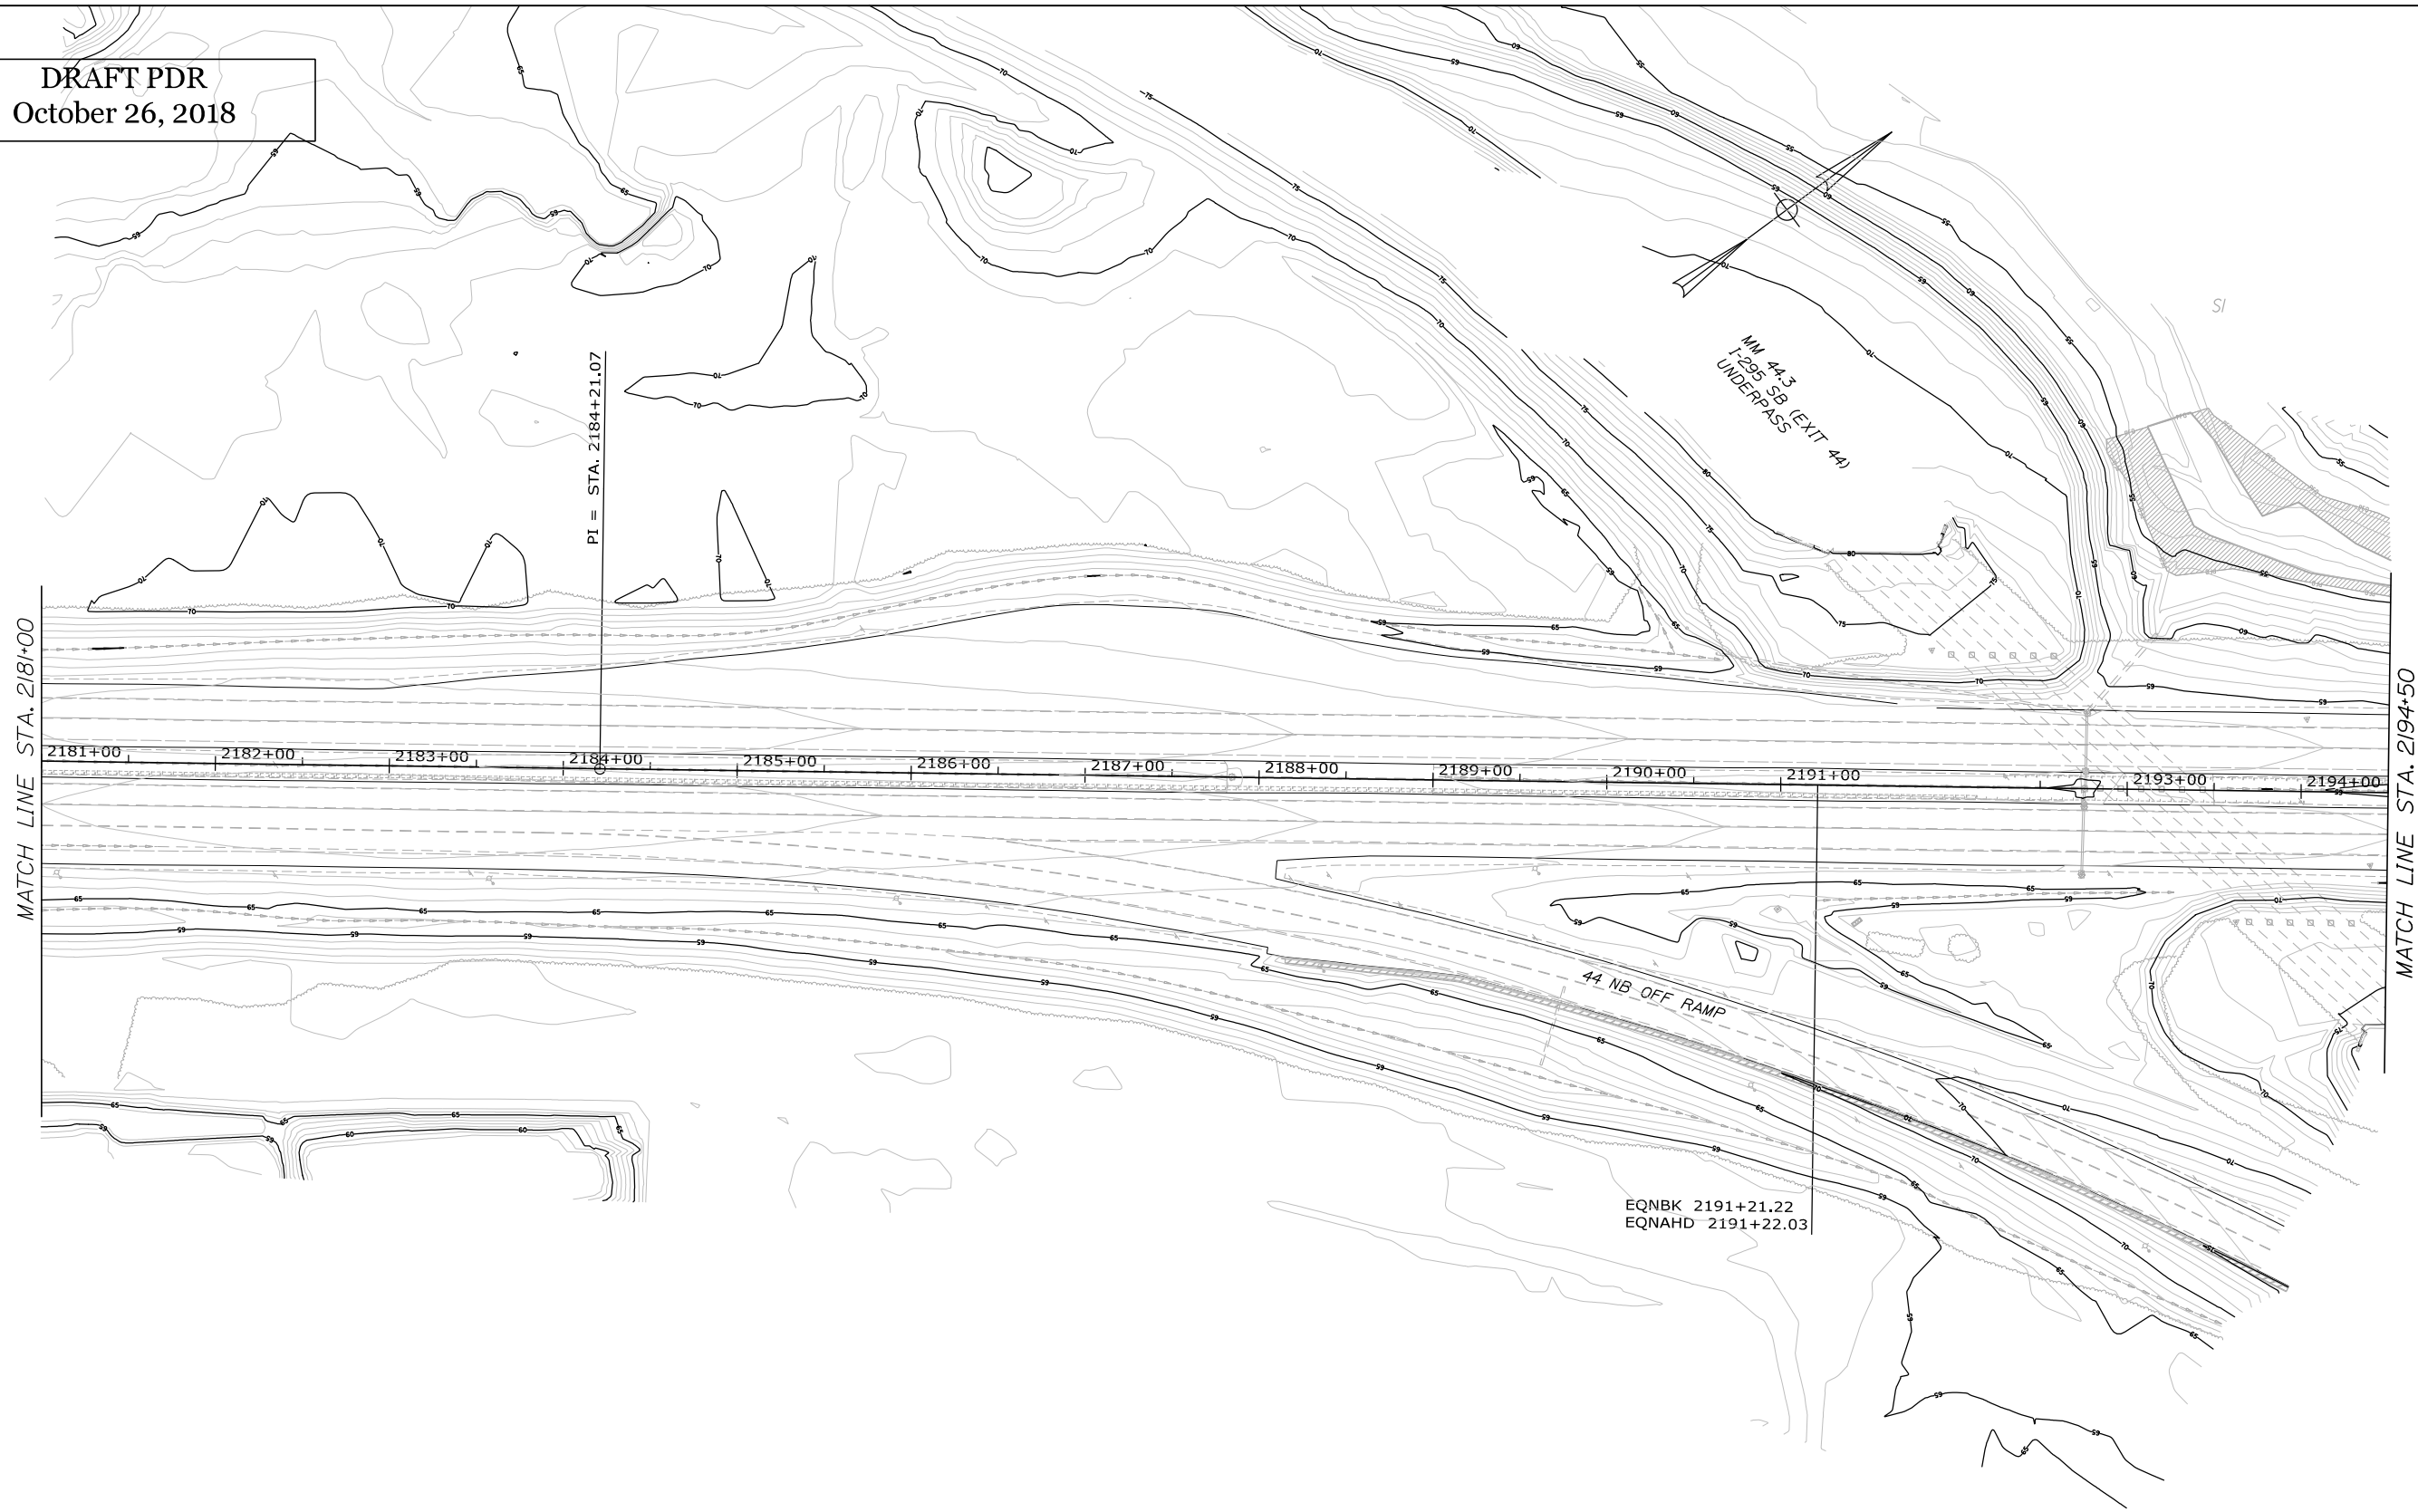 DRAFT PDR
October 26, 2018
MM 44.3
I-295 SB (EXIT 44)
UNDERPASS
SI
PI = STA. 2184+21.07
MATCH LINE STA. 2181+00
2181+00
2182+00
2183+00
2184+00
2185+00
2186+00
2187+00
2188+00
2189+00
2190+00
2191+00
2193+00
2194+00
MATCH LINE STA. 2194+50
44 NB OFF RAMP
EQNBK 2191+21.22
EQNAHD 2191+22.03